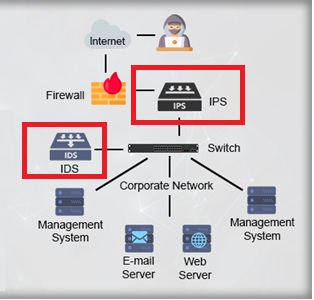 Internet
Firewall
IPS
IPS
IDS
IDS
Switch
Corporate Network
Management
System
E-mail
Server
Web
Server
Management
System